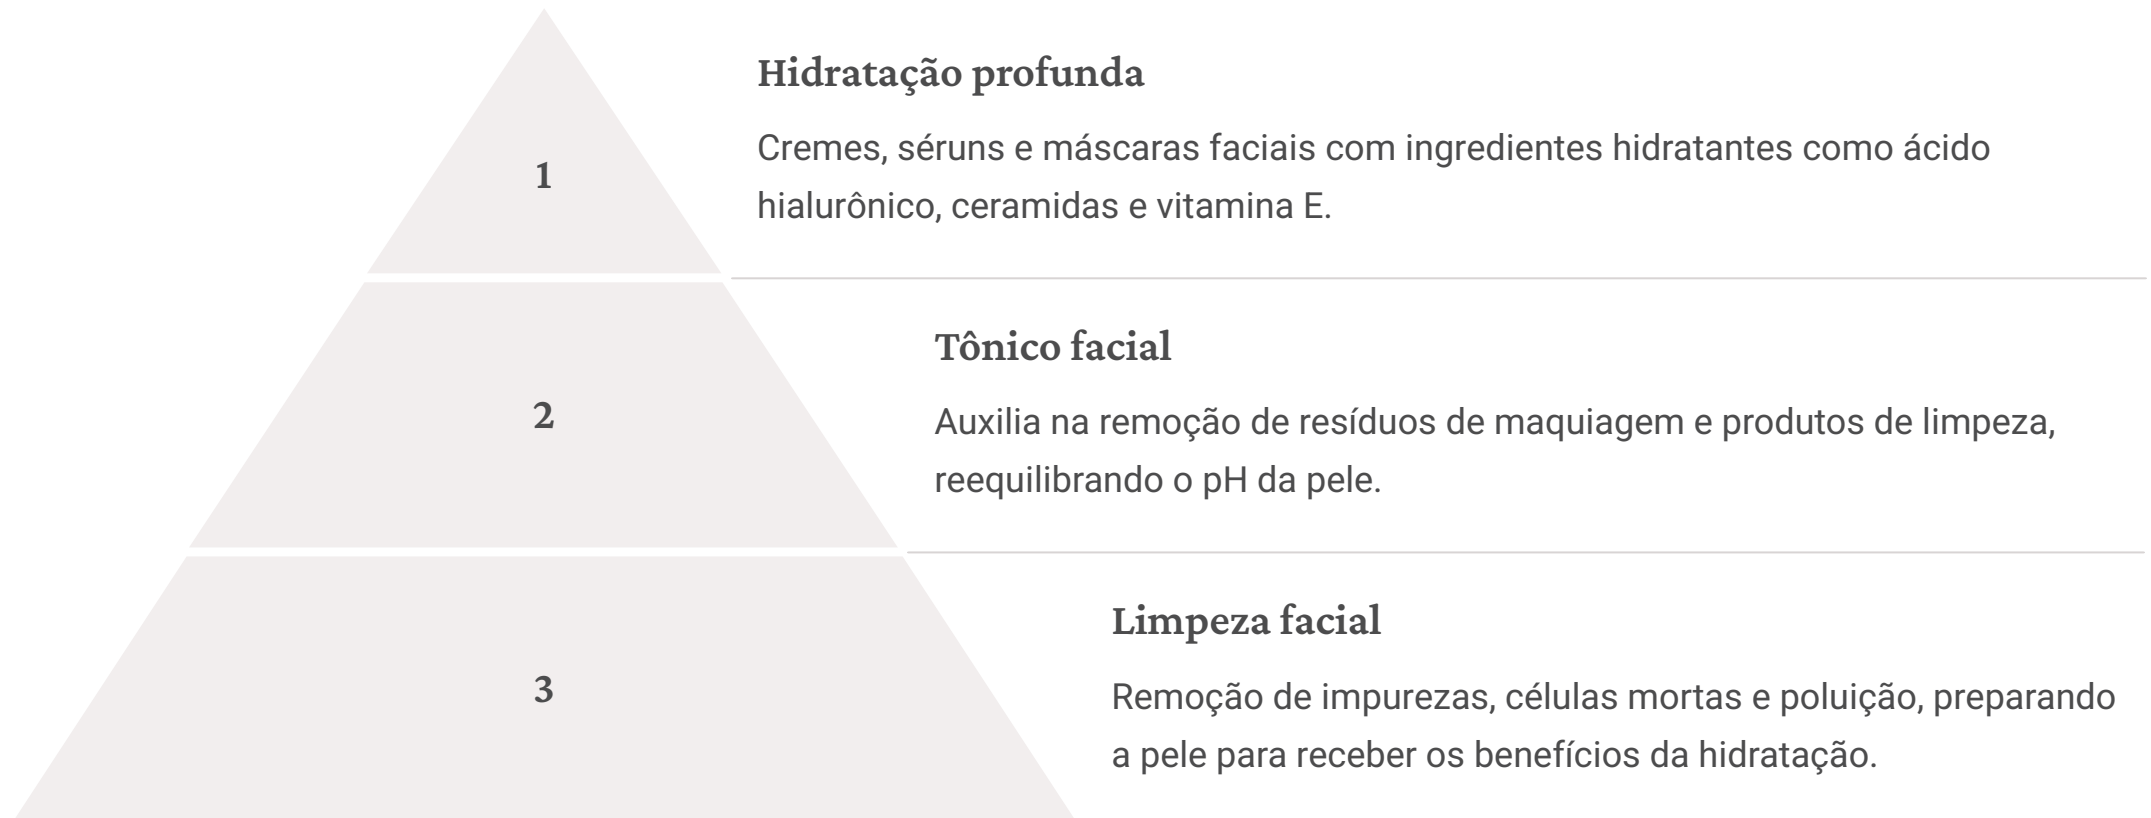 Hidratação profunda
Cremes, séruns e máscaras faciais com ingredientes hidratantes como ácido
hialurônico, ceramidas e vitamina E.
1
Tônico facial
Auxilia na remoção de resíduos de maquiagem e produtos de limpeza,
reequilibrando o pH da pele.
2
Limpeza facial
Remoção de impurezas, células mortas e poluição, preparando
a pele para receber os benefícios da hidratação.
3